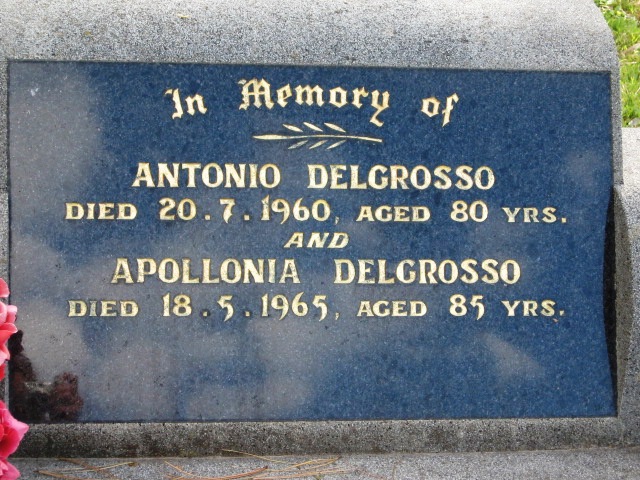 In Memory of
ANTONIO DELGROSSO
DIED 20.7.1960, AGED 80 YRS.
AND
APOLLONIA DELGROSSO
DIED 18.5.1965, AGED 85 YRS.